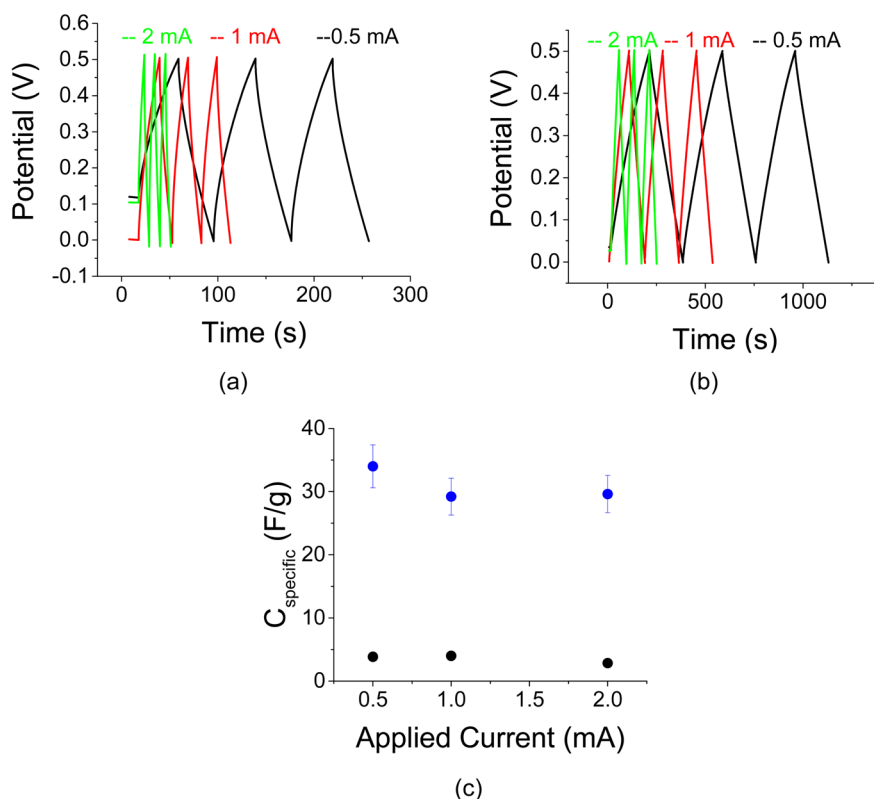 -- 2 mA -- 1 mA --0.5 mA
0.6
0.5
0.4
0.3
0.2
0.1
0.0
-0.1
Potential (V)
0 100 200 300
Time (s)
(a)
-- 2 mA -- 1 mA -- 0.5 mA
0.5
0.4
0.3
0.2
0.1
0.0
Potential (V)
0 500 1000
Time (s)
(b)
40
30
20
10
0
Cspecific (F/g)
0.5 1.0 1.5 2.0
Applied Current (mA)
(c)